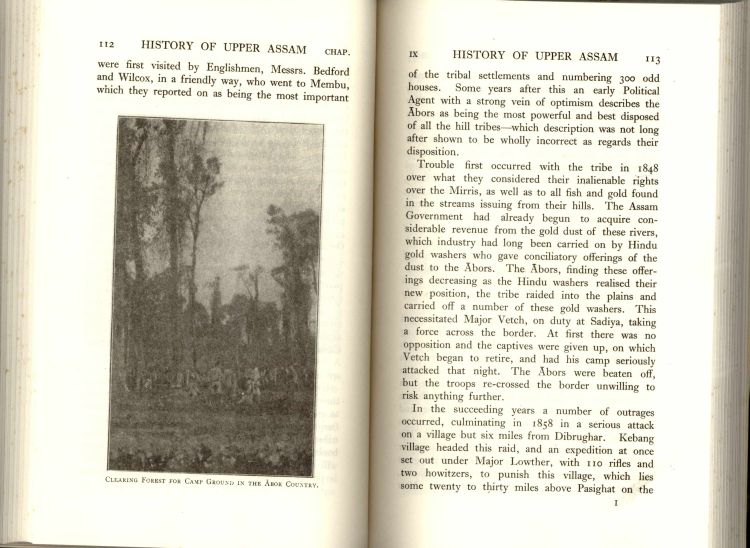 112 HISTORY OF UPPER ASSAM CHAP.
were first visited by Englishmen, Messrs. Bedford
and Wilcox, in a friendly way, who went to Membu,
which they reported on as being the most important
CLEARING FOREST FOR CAMP GROUND IN THE ĀBOR COUNTRY.
IX HISTORY OF UPPER ASSAM 113
of the tribal settlements and numbering 300 odd
houses. Some years after this an early Political
Agent with a strong vein of optimism describes the
Ābors as being the most powerful and best disposed
of all the hill tribes—which description was not long
after shown to be wholly incorrect as regards their
disposition.
Trouble first occurred with the tribe in 1848
over what they considered their inalienable rights
over the Mirris, as well as to all fish and gold found
in the streams issuing from their hills. The Assam
Government had already begun to acquire con-
siderable revenue from the gold dust of these rivers,
which industry had long been carried on by Hindu
gold washers who gave conciliatory offerings of the
dust to the Ābors. The Ābors, finding these offer-
ings decreasing as the Hindu washers realised their
new position, the tribe raided into the plains and
carried off a number of these gold washers. This
necessitated Major Vetch, on duty at Sadiya, taking
a force across the border. At first there was no
opposition and the captives were given up, on which
Vetch began to retire, and had his camp seriously
attacked that night. The Ābors were beaten off,
but the troops re-crossed the border unwilling to
risk anything further.
In the succeeding years a number of outrages
occurred, culminating in 1858 in a serious attack
on a village but six miles from Dibrughar. Kebang
village headed this raid, and an expedition at once
set out under Major Lowther, with 110 rifles and
two howitzers, to punish this village, which lies
some twenty to thirty miles above Pasighat on the
I